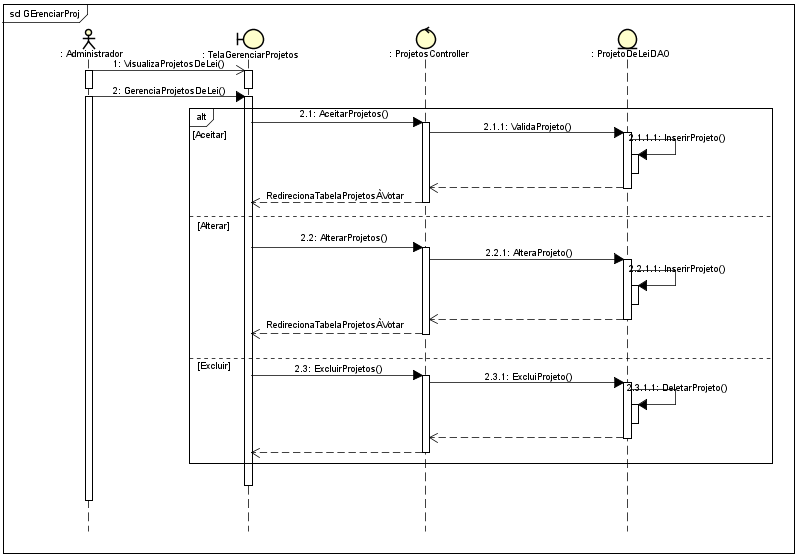 sd GErenciarProj
: Administrador
: TelaGerenciarProjetos
: ProjetosController
: ProjetoDeLeiDAO
1: VisualizaProjetosDeLei()
2: GerenciaProjetosDeLei()
alt
[Aceitar]
2.1: AceitarProjetos()
2.1.1: ValidaProjeto()
2.1.1.1: InserirProjeto()
RedirecionaTabelaProjetosÀVotar
[Alterar]
2.2: AlterarProjetos()
2.2.1: AlteraProjeto()
2.2.1.1: InserirProjeto()
RedirecionaTabelaProjetosÀVotar
[Excluir]
2.3: ExcluirProjetos()
2.3.1: ExcluiProjeto()
2.3.1.1: DeletarProjeto()